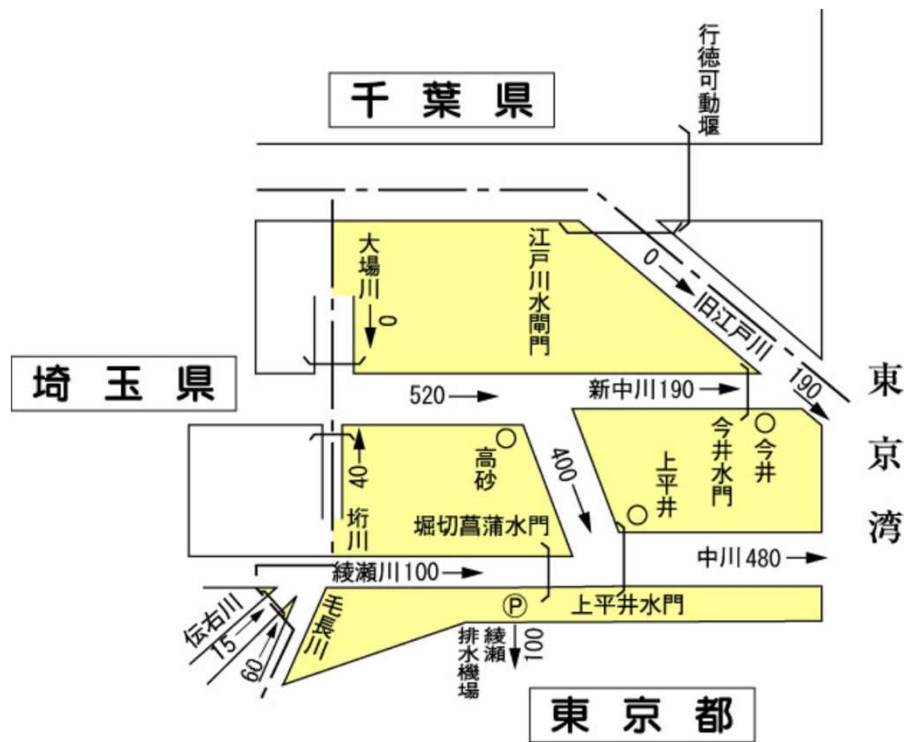 千葉県
行徳可動堰
大場川
0
江戸川水閘門
0
旧江戸川
190
埼玉県
520
新中川190
東京湾
40
垳川
高砂
400
上平井
今井水門
今井
堀切菖蒲水門
中川480
綾瀬川100
伝右川
15
60
毛長川
P
上平井水門
綾瀬
排水機場
100
東京都